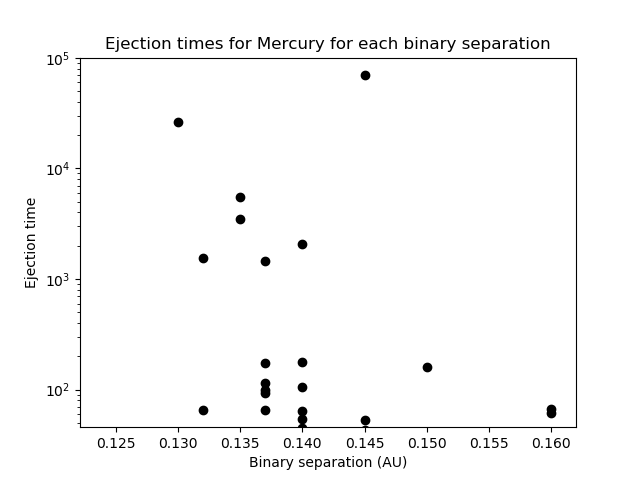 Ejection times for Mercury for each binary separation
10^5
10^4
10^3
10^2
Ejection time
0.125 0.130 0.135 0.140 0.145 0.150 0.155 0.160
Binary separation (AU)